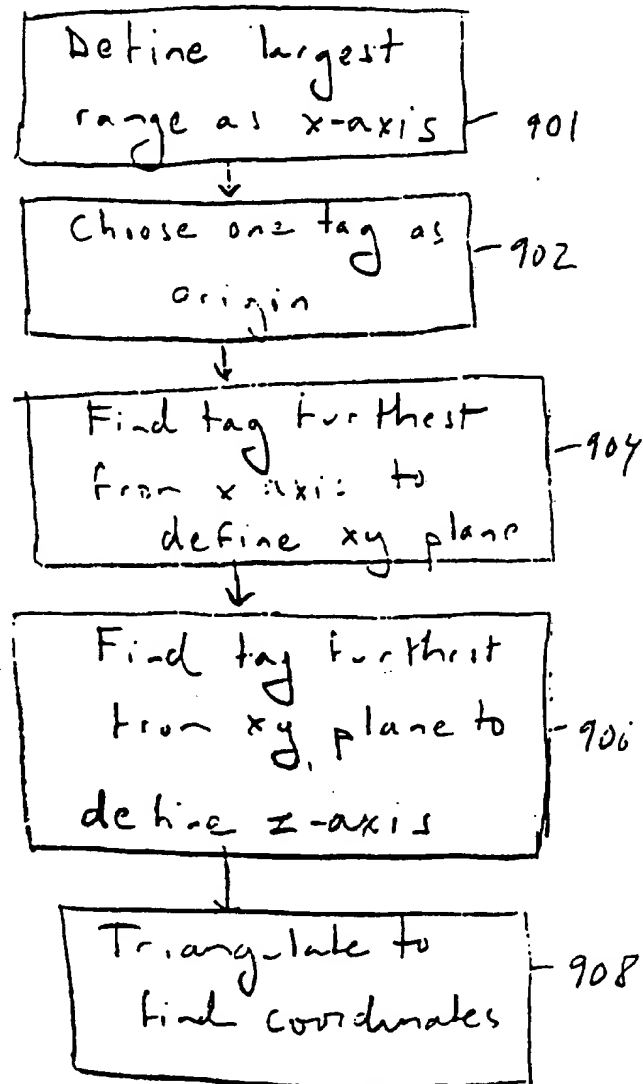 Define largest
range as x-axis
901
Choose one tag as
origin
902
Find tag furthest
from x axis to
define xy plane
904
Find tag furthest
from xy plane to
define z-axis
906
Triangulate to
find coordinates
908